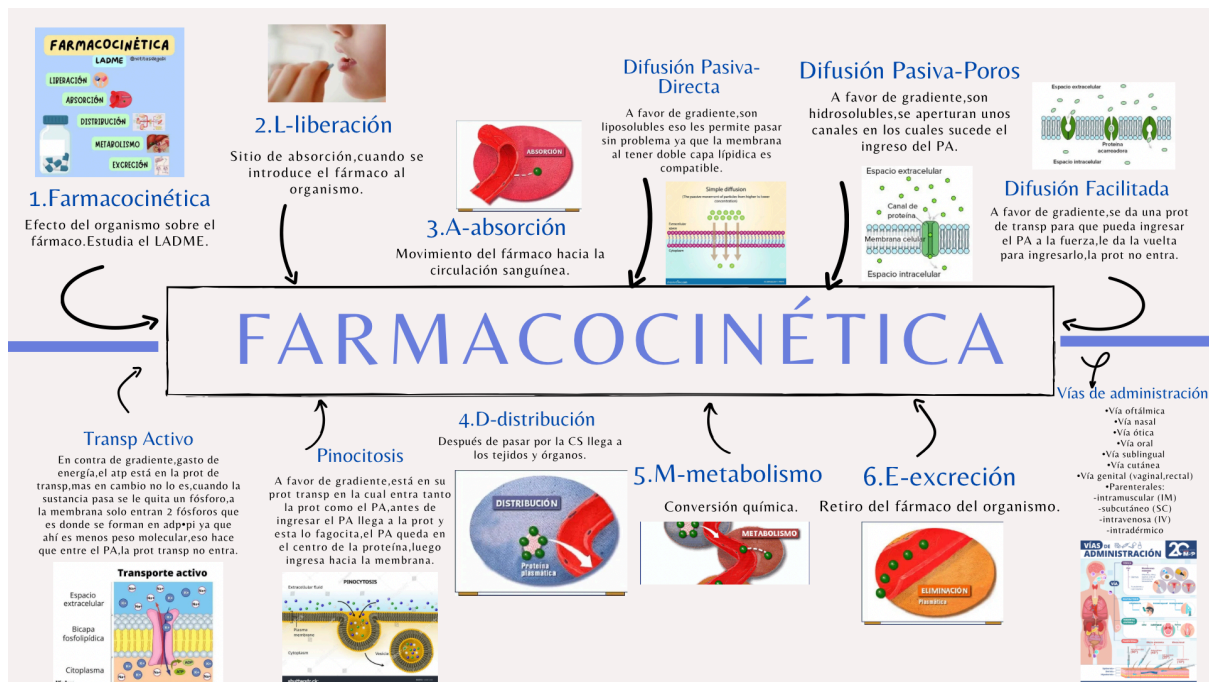 FARMACOCINÉTICA
LADME
LIBERACIÓN
ABSORCIÓN
DISTRIBUCIÓN
METABOLISMO
EXCRECIÓN
1.Farmacocinética
Efecto del organismo sobre el
fármaco.Estudia el LADME.
2.L-liberación
Sitio de absorción,cuando se
introduce el fármaco al
organismo.
ABSORCIÓN
3.A-absorción
Movimiento del fármaco hacia la
circulación sanguínea.
Difusión Pasiva-
Directa
A favor de gradiente,son
liposolubles eso les permite pasar
sin problema ya que la membrana
al tener doble capa lípidica es
compatible.
Simple diffusion
Difusión Pasiva-Poros
A favor de gradiente,son
hidrosolubles,se aperturan unos
canales en los cuales sucede el
ingreso del PA.
Espacio extracelular
Canal de
proteína
Membrana celular
Espacio intracelular
Espacio extracelular
Proteína
acarreadora
Espacio intracelular
Difusión Facilitada
A favor de gradiente,se da una prot
de transp para que pueda ingresar
el PA a la fuerza,le da la vuelta
para ingresarlo,la prot no entra.
FARMACOCINÉTICA
Transp Activo
En contra de gradiente,gasto de
energía,el atp está en la prot de
transp,mas en cambio no lo es,cuando la
sustancia pasa se le quita un fósforo,a
la membrana solo entran 2 fósforos que
es donde se forman en adp•pi ya que
ahi es menos peso molecular,eso hace
que entre el PA,la prot transp no entra.
Transporte activo
Espacio
extracelular
Bicapa
fosfolipídica
Citoplasma
Pinocitosis
A favor de gradiente,está en su
prot transp en la cual entra tanto
la prot como el PA,antes de
ingresar el PA llega a la prot y
esta lo fagocita,el PA queda en
el centro de la proteína,luego
ingresa hacia la membrana.
PINOCYTOSIS
Extracellular fluid
Plasma
membrane
Cytoplasm
Vesicle
4.D-distribución
Después de pasar por la CS llega a
los tejidos y órganos.
DISTRIBUCIÓN
Proteína
plasmática
5.M-metabolismo
Conversión química.
METABOLISMO
6.E-excreción
Retiro del fármaco del organismo.
ELIMINACIÓN
Plasmática
Vías de administración
•Vía oftálmica
•Vía nasal
•Vía ótica
•Vía oral
•Vía sublingual
•Vía cutánea
•Vía genital (vaginal,rectal)
•Parenterales:
-intramuscular (IM)
-subcutáneo (SC)
-intravenosa (IV)
-intradérmico
VÍAS DE
ADMINISTRACIÓN